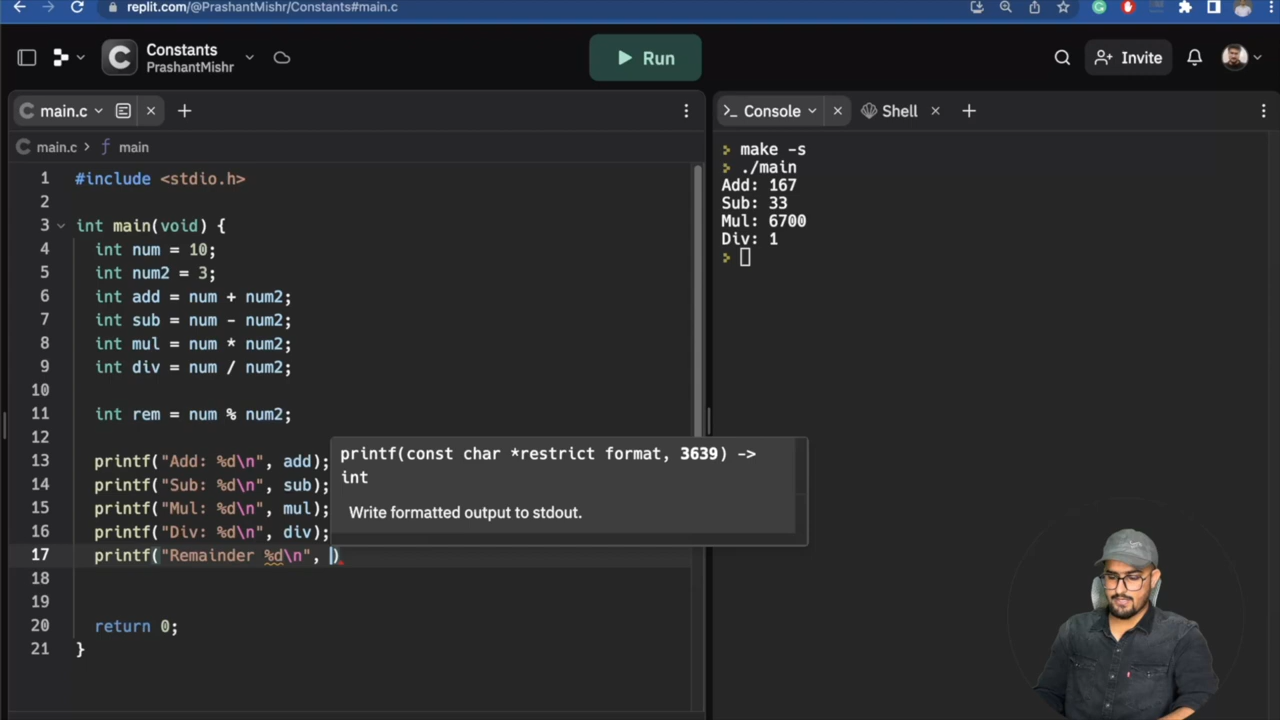 replit.com/@PrashantMishr/Constants#main.c
Constants
PrashantMishr
Run
Invite
main.c
main.c > f main
1 #include <stdio.h>
2
3 int main(void) {
4 int num = 10;
5 int num2 = 3;
6 int add = num + num2;
7 int sub = num - num2;
8 int mul = num * num2;
9 int div = num / num2;
10
11 int rem = num % num2;
12
13 printf("Add: %d\n", add);
14 printf("Sub: %d\n", sub);
15 printf("Mul: %d\n", mul);
16 printf("Div: %d\n", div);
17 printf("Remainder %d\n", )
18
19
20 return 0;
21 }
printf(const char *restrict format, 3639) ->
int
Write formatted output to stdout.
Console
Shell
make -s
./main
Add: 167
Sub: 33
Mul: 6700
Div: 1